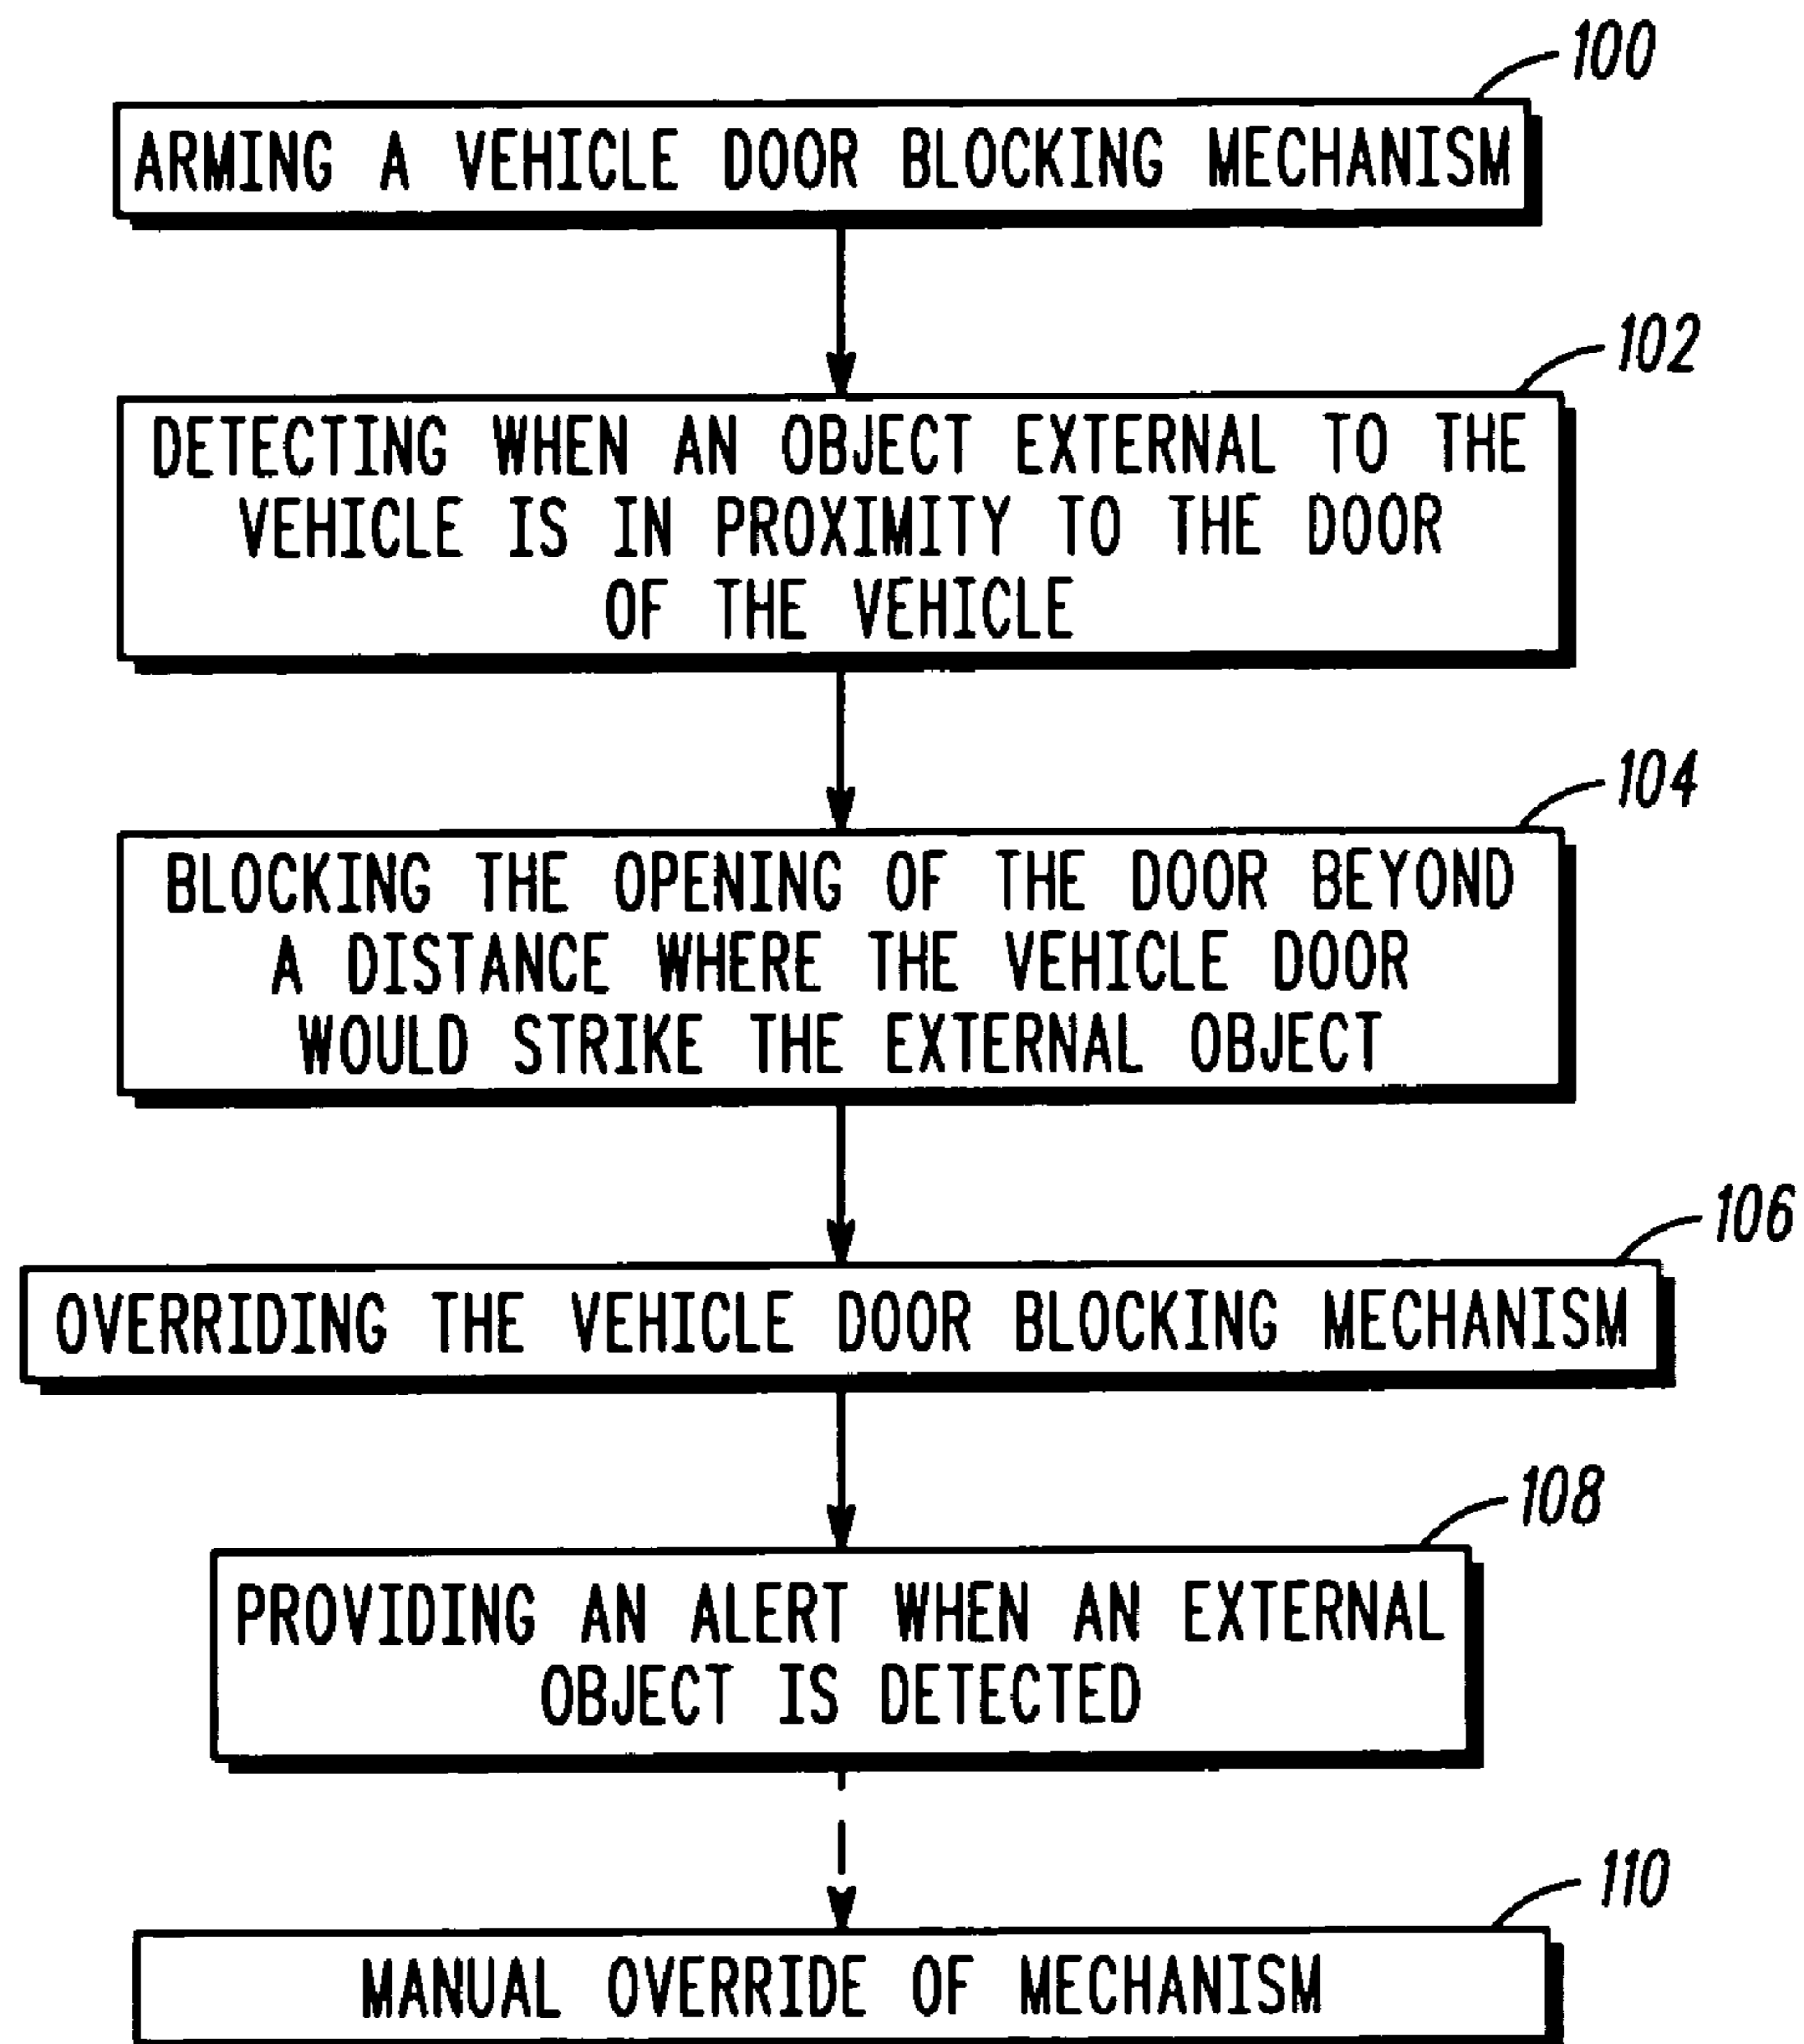 100
ARMING A VEHICLE DOOR BLOCKING MECHANISM
102
DETECTING WHEN AN OBJECT EXTERNAL TO THE
VEHICLE IS IN PROXIMITY TO THE DOOR
OF THE VEHICLE
104
BLOCKING THE OPENING OF THE DOOR BEYOND
A DISTANCE WHERE THE VEHICLE DOOR
WOULD STRIKE THE EXTERNAL OBJECT
106
OVERRIDING THE VEHICLE DOOR BLOCKING MECHANISM
108
PROVIDING AN ALERT WHEN AN EXTERNAL
OBJECT IS DETECTED
110
MANUAL OVERRIDE OF MECHANISM